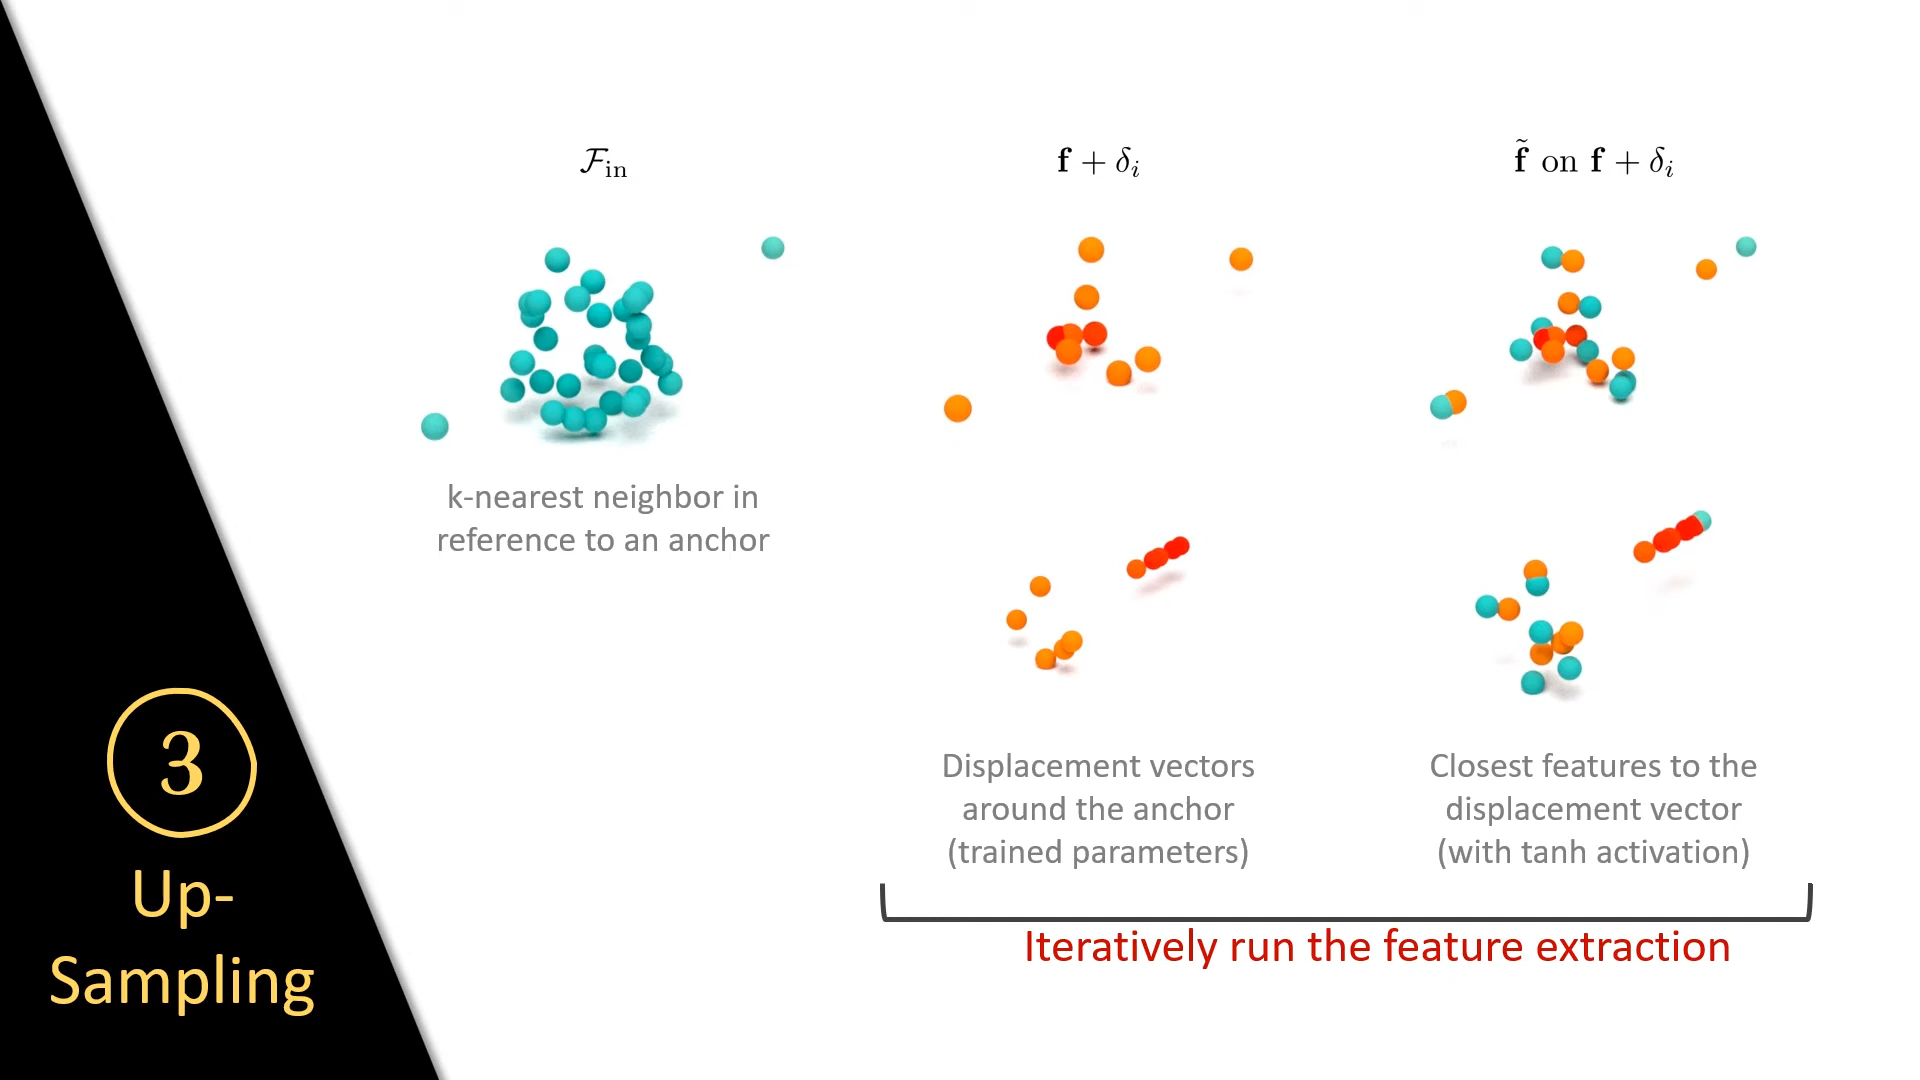 𝓕in
f + δi
f̃ on f + δi
k-nearest neighbor in
reference to an anchor
Displacement vectors
around the anchor
(trained parameters)
Closest features to the
displacement vector
(with tanh activation)
Iteratively run the feature extraction
3
Up-
Sampling